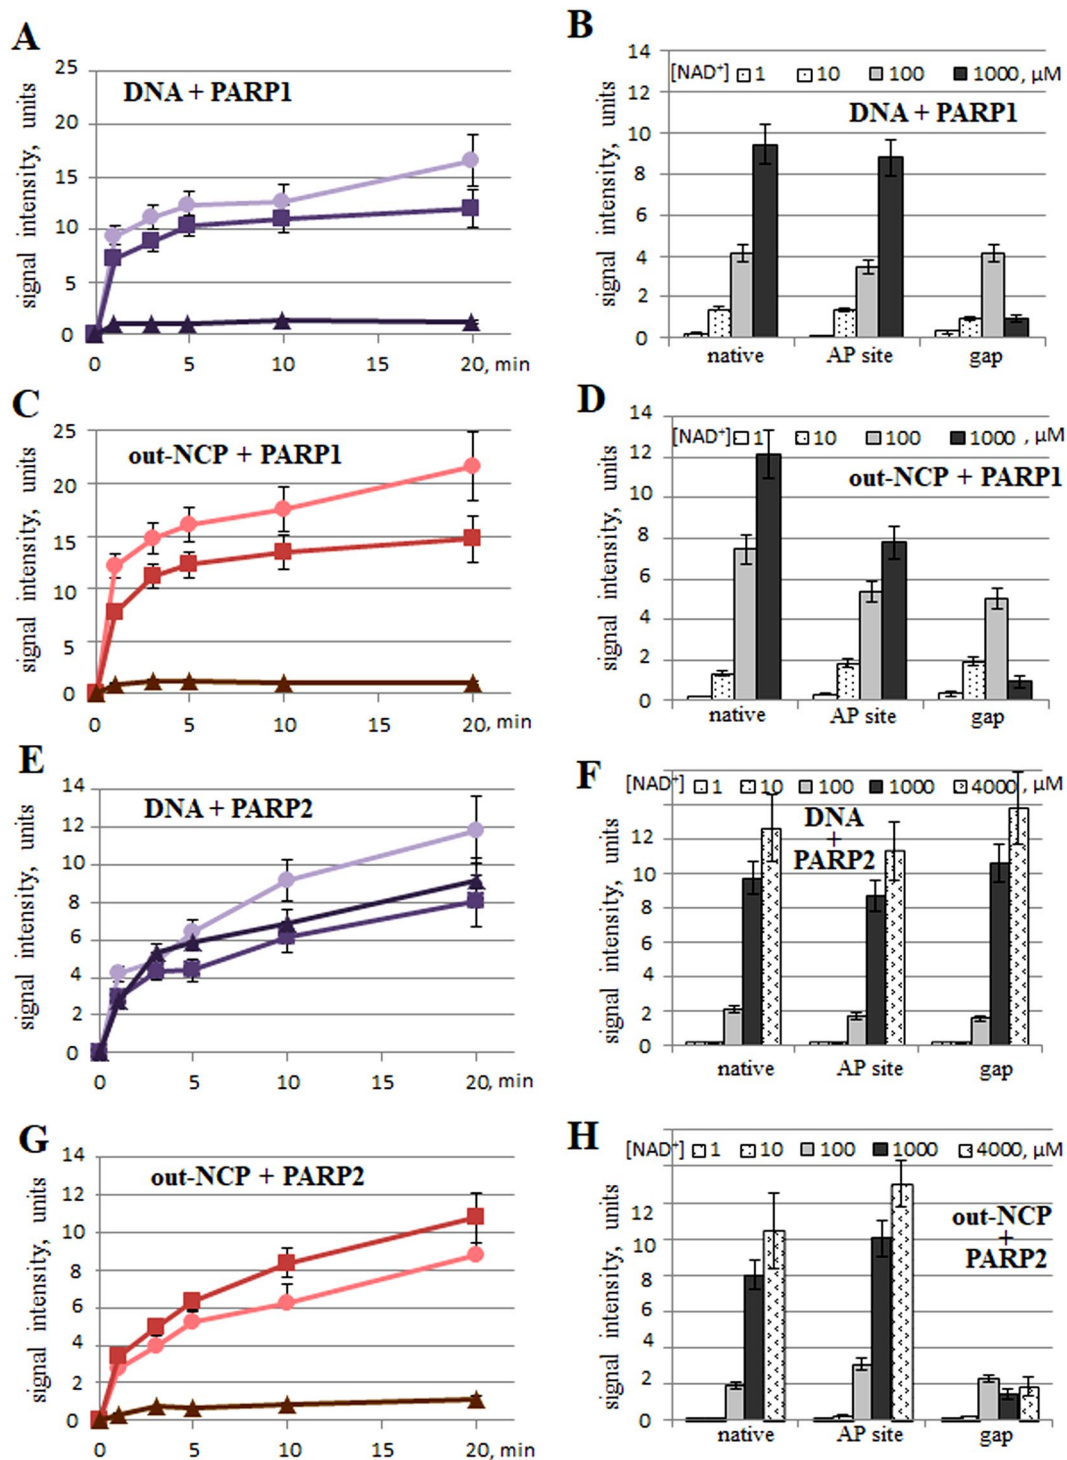 A
signal intensity, units
25
20
15
10
5
0
DNA + PARP1
0 5 10 15 20, min
B
signal intensity, units
14
12
10
8
6
4
2
0
[NAD⁺] 1 10 100 1000, µM
DNA + PARP1
native AP site gap
C
signal intensity, units
25
20
15
10
5
0
out-NCP + PARP1
0 5 10 15 20, min
D
signal intensity, units
14
12
10
8
6
4
2
0
[NAD⁺] 1 10 100 1000 , µM
out-NCP + PARP1
native AP site gap
E
signal intensity, units
14
12
10
8
6
4
2
0
DNA + PARP2
0 5 10 15 20, min
F
signal intensity, units
12
10
8
6
4
2
0
[NAD⁺] 1 10 100 1000 4000, µM
DNA
+
PARP2
native AP site gap
G
signal intensity, units
14
12
10
8
6
4
2
0
out-NCP + PARP2
0 5 10 15 20, min
H
signal intensity, units
12
10
8
6
4
2
0
[NAD⁺] 1 10 100 1000 4000, µM
out-NCP
+
PARP2
native AP site gap